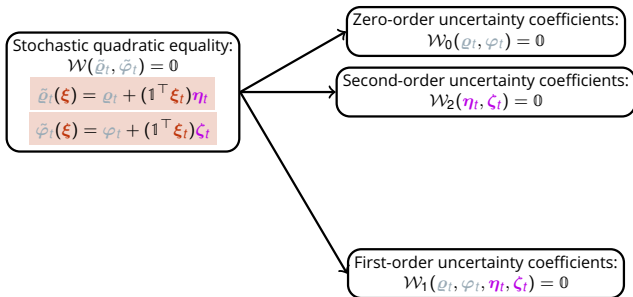 Stochastic quadratic equality:
𝒲(ϱ̃ₜ, φ̃ₜ) = 𝟘
ϱ̃ₜ(ξ) = ϱₜ + (𝟙^⊤ ξₜ)ηₜ
φ̃ₜ(ξ) = φₜ + (𝟙^⊤ ξₜ)ζₜ
Zero-order uncertainty coefficients:
𝒲₀(ϱₜ, φₜ) = 𝟘
Second-order uncertainty coefficients:
𝒲₂(ηₜ, ζₜ) = 𝟘
First-order uncertainty coefficients:
𝒲₁(ϱₜ, φₜ, ηₜ, ζₜ) = 𝟘